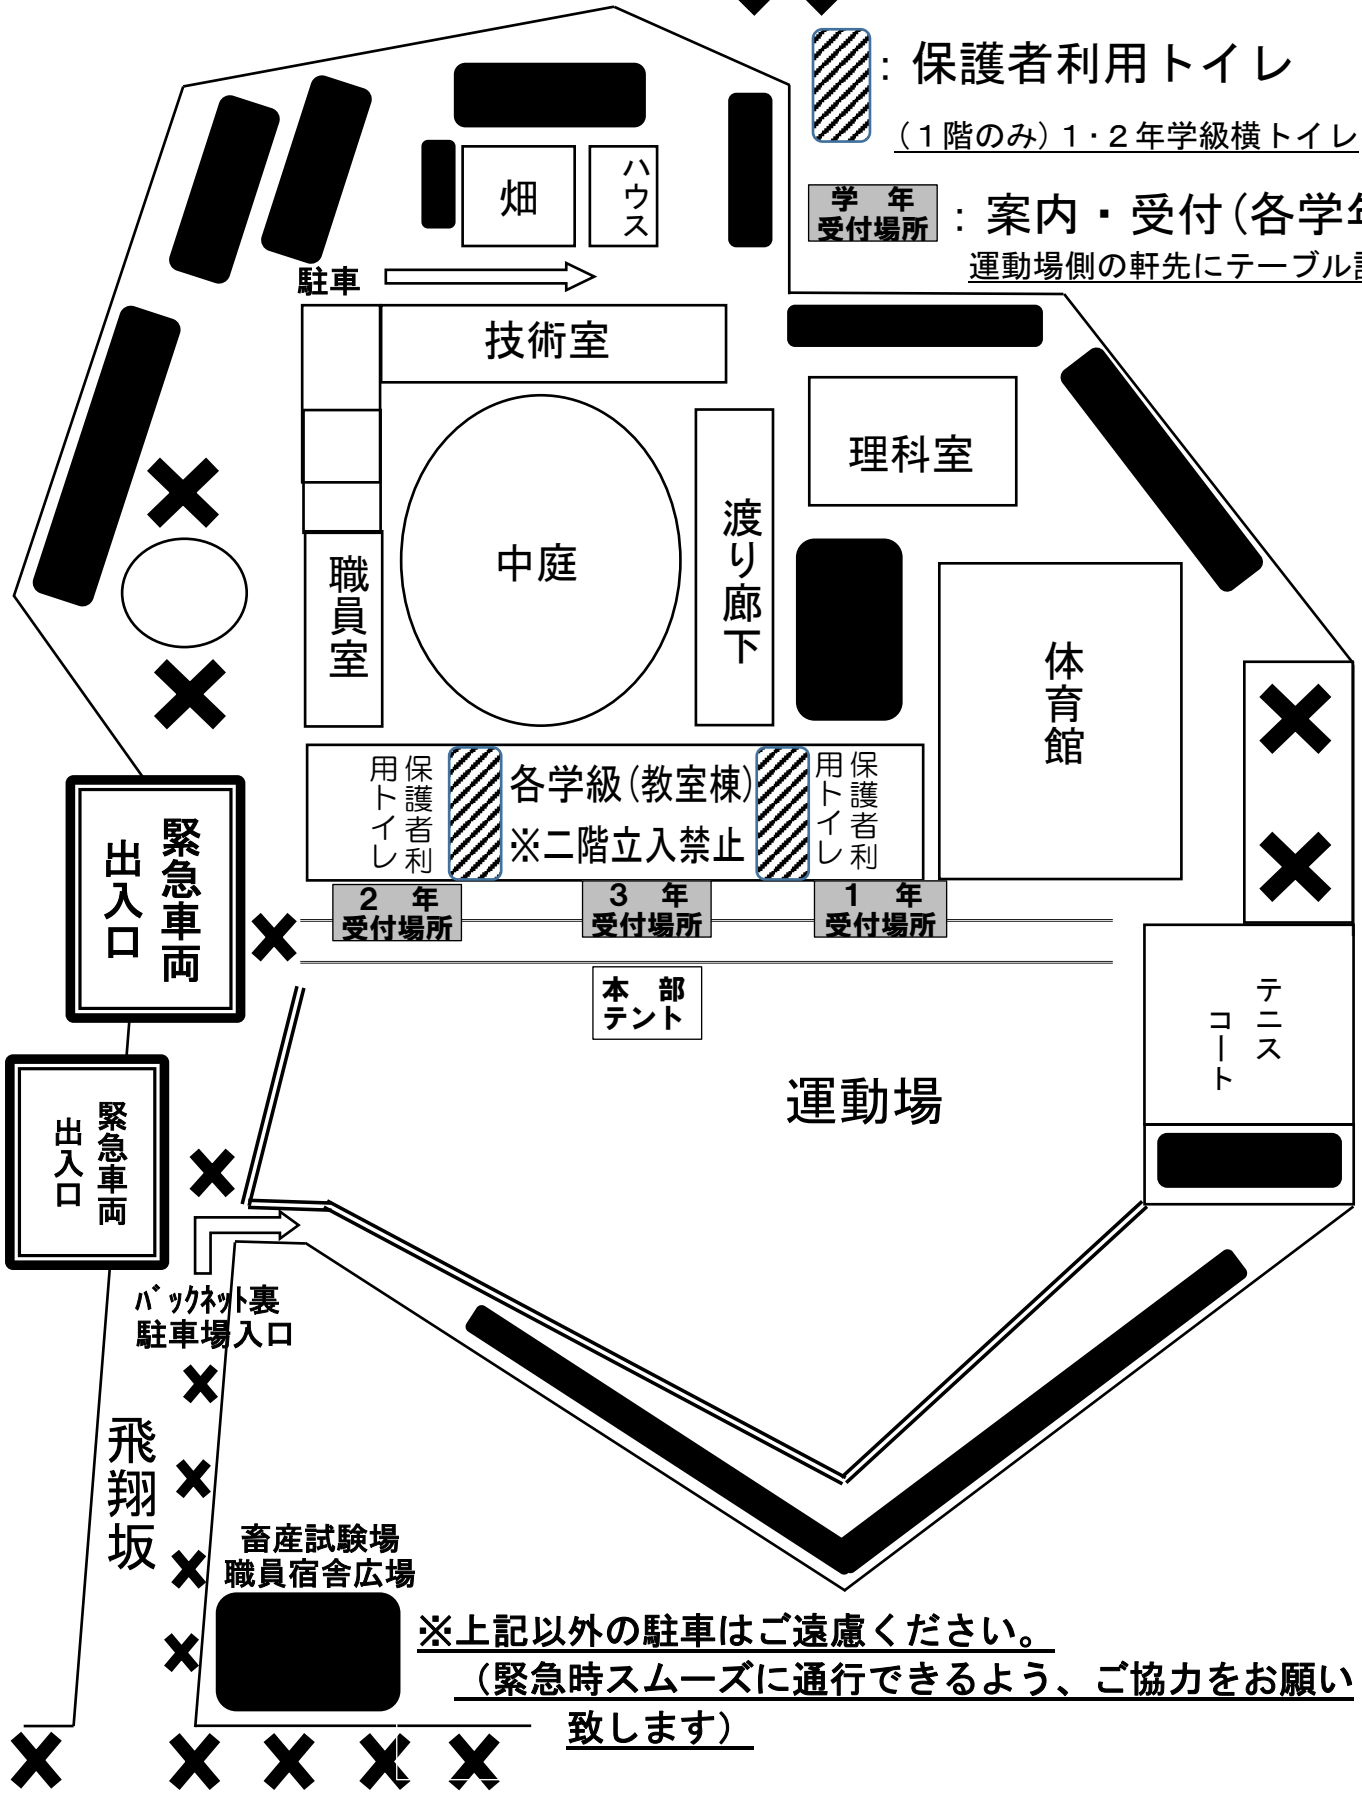 ：保護者利用トイレ
（１階のみ）１・２年学級横トイレ
学　年
受付場所
：案内・受付（各学年
運動場側の軒先にテーブル
畑
ハウス
駐車
技術室
理科室
中庭
渡り廊下
職員室
体育館
保護者利
用トイレ
各学級（教室棟）
※二階立入禁止
保護者利
用トイレ
２　年
受付場所
３　年
受付場所
１　年
受付場所
緊急車両
出入口
本　部
テント
テニス
コート
運動場
緊急車両
出入口
ﾊﾞｯｸﾈｯﾄ裏
駐車場入口
飛翔坂
畜産試験場
職員宿舎広場
※上記以外の駐車はご遠慮ください。
（緊急時スムーズに通行できるよう、ご協力をお願い
致します）